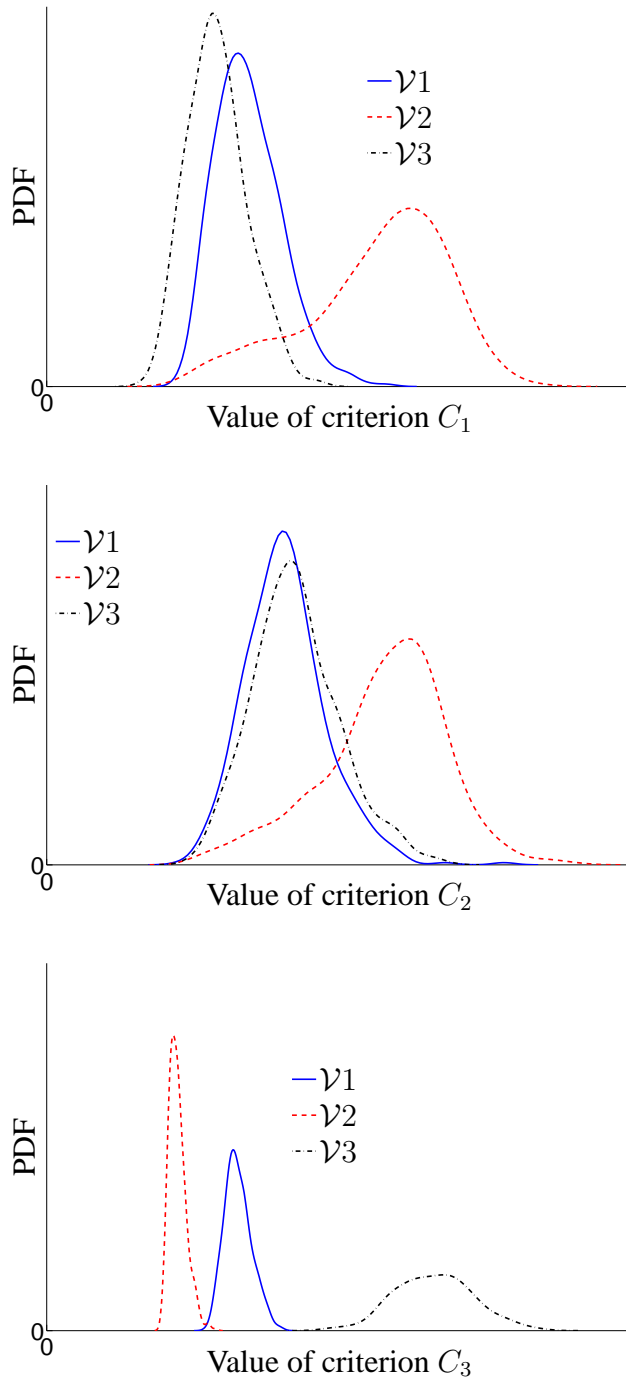 PDF
𝒱1
𝒱2
𝒱3
0
0
Value of criterion C₁
PDF
𝒱1
𝒱2
𝒱3
0
0
Value of criterion C₂
PDF
𝒱1
𝒱2
𝒱3
0
0
Value of criterion C₃